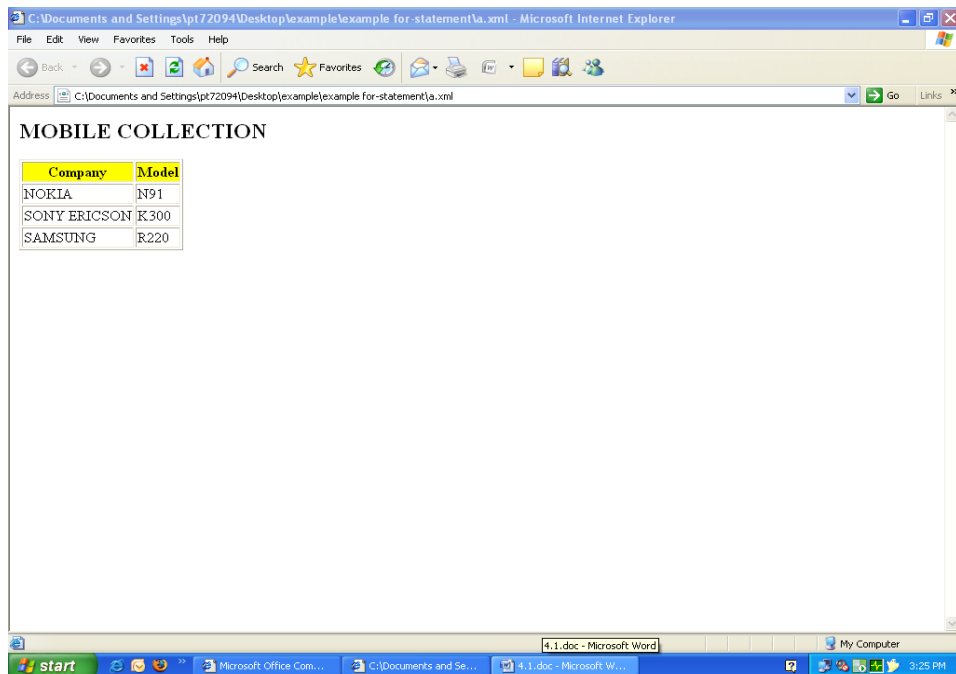 C:\Documents and Settings\pt72094\Desktop\example\example for-statement\a.xml - Microsoft Internet Explorer
File Edit View Favorites Tools Help
Back Search Favorites
Address C:\Documents and Settings\pt72094\Desktop\example\example for-statement\a.xml Go Links »
MOBILE COLLECTION
Company Model
NOKIA N91
SONY ERICSON K300
SAMSUNG R220
4.1.doc - Microsoft Word My Computer
start » Microsoft Office Com... C:\Documents and Se... 4.1.doc - Microsoft W... 3:25 PM